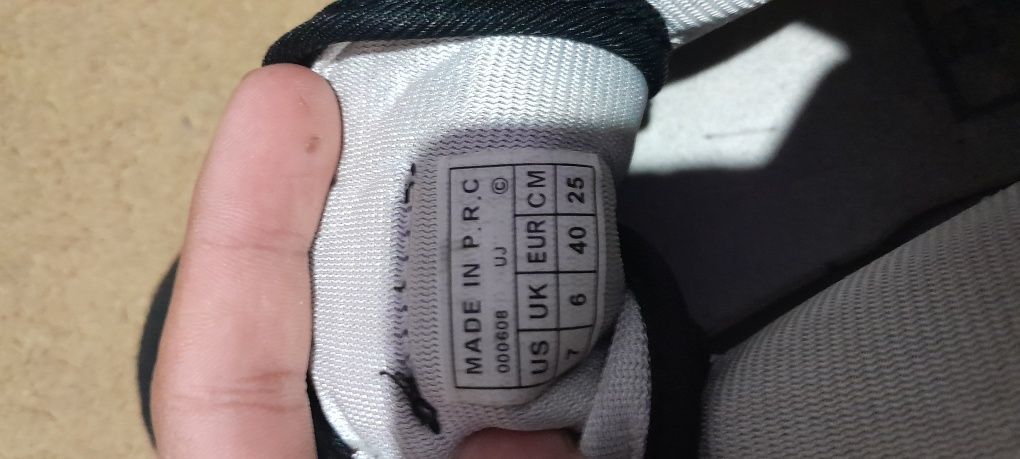 MADE IN P.R.C
000608 UJ ©
US UK EUR CM
7 6 40 25